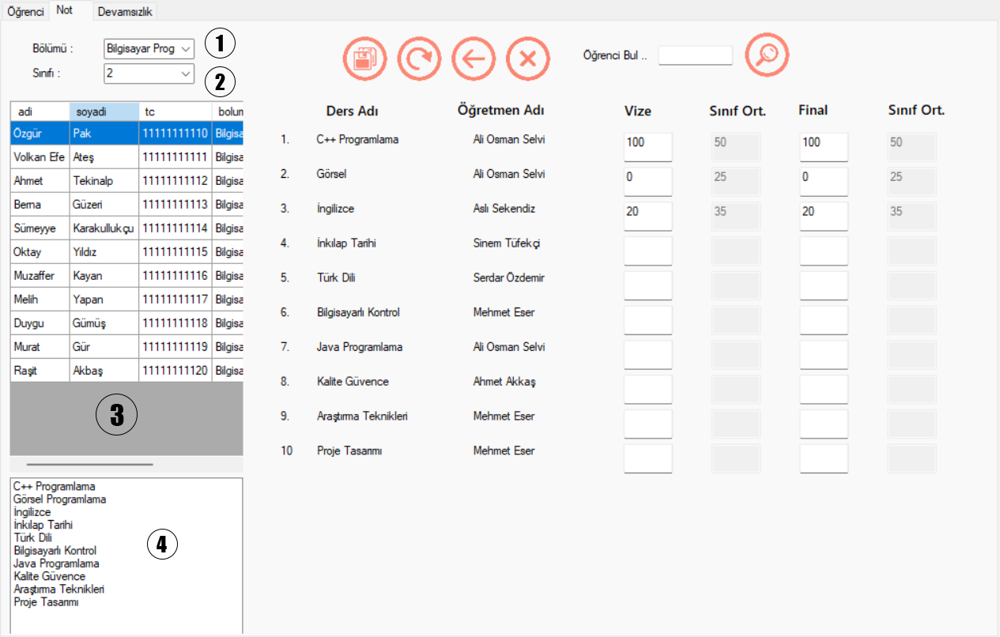 Öğrenci Not Devamsızlık
Bölümü : Bilgisayar Prog 1
Sınıfı : 2 2
Öğrenci Bul ..
adi soyadi tc bolum
Özgür Pak 11111111110 Bilgisa
Volkan Efe Ateş 11111111111 Bilgisa
Ahmet Tekinalp 11111111112 Bilgisa
Berna Güzeri 11111111113 Bilgisa
Sümeyye Karakullukçu 11111111114 Bilgisa
Oktay Yıldız 11111111115 Bilgisa
Muzaffer Kayan 11111111116 Bilgisa
Melih Yapan 11111111117 Bilgisa
Duygu Gümüş 11111111118 Bilgisa
Murat Gür 11111111119 Bilgisa
Raşit Akbaş 11111111120 Bilgisa
3
C++ Programlama
Görsel Programlama
İngilizce
İnkılap Tarihi
Türk Dili
Bilgisayarlı Kontrol
Java Programlama
Kalite Güvence
Araştırma Teknikleri
Proje Tasarımı
4
Ders Adı Öğretmen Adı Vize Sınıf Ort. Final Sınıf Ort.
1. C++ Programlama Ali Osman Selvi 100 50 100 50
2. Görsel Ali Osman Selvi 0 25 0 25
3. İngilizce Aslı Sekendiz 20 35 20 35
4. İnkılap Tarihi Sinem Tüfekçi
5. Türk Dili Serdar Özdemir
6. Bilgisayarlı Kontrol Mehmet Eser
7. Java Programlama Ali Osman Selvi
8. Kalite Güvence Ahmet Akkaş
9. Araştırma Teknikleri Mehmet Eser
10 Proje Tasarımı Mehmet Eser